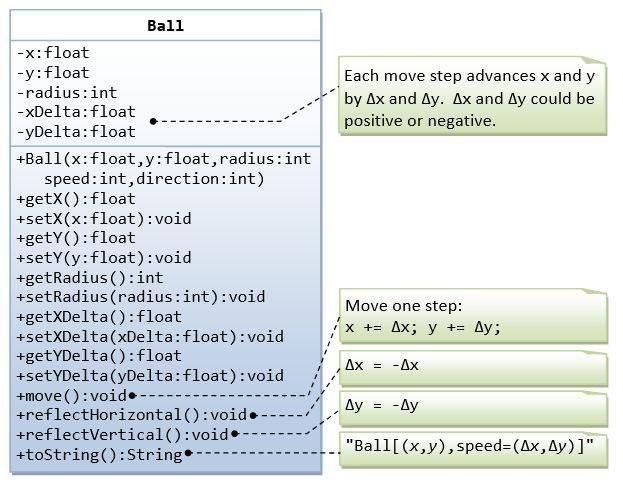 Ball
-x:float
-y:float
-radius:int
-xDelta:float
-yDelta:float
Each move step advances x and y
by Δx and Δy. Δx and Δy could be
positive or negative.
+Ball(x:float,y:float,radius:int
speed:int,direction:int)
+getX():float
+setX(x:float):void
+getY():float
+setY(y:float):void
+getRadius():int
+setRadius(radius:int):void
+getXDelta():float
+setXDelta(xDelta:float):void
+getYDelta():float
+setYDelta(yDelta:float):void
+move():void
+reflectHorizontal():void
+reflectVertical():void
+toString():String
Move one step:
x += Δx; y += Δy;
Δx = -Δx
Δy = -Δy
"Ball[(x,y),speed=(Δx,Δy)]"